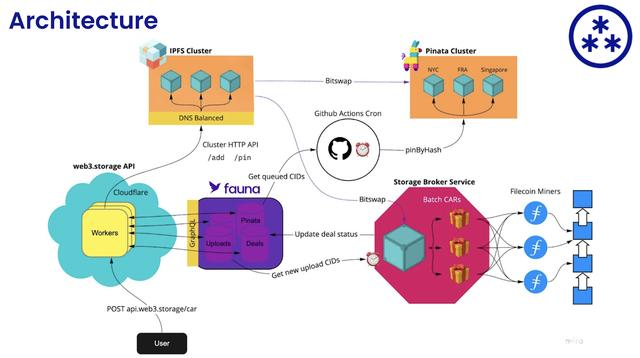 Architecture
IPFS Cluster
DNS Balanced
Bitswap
Pinata Cluster
NYC
FRA
Singapore
Github Actions Cron
pinByHash
Cluster HTTP API
/add /pin
Get queued CIDs
web3.storage API
Cloudflare
Workers
fauna
GraphQL
Pinata
Uploads
Deals
Storage Broker Service
Bitswap
Batch CARs
Update deal status
Get new upload CIDs
Filecoin Miners
POST api.web3.storage/car
User
miro